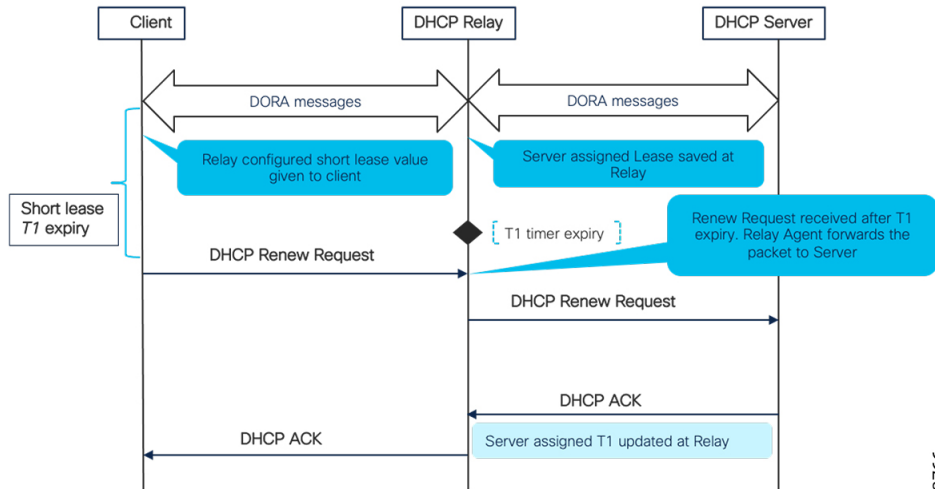 Client
DHCP Relay
DHCP Server
DORA messages
DORA messages
Relay configured short lease value
given to client
Server assigned Lease saved at
Relay
Short lease
T1 expiry
T1 timer expiry
Renew Request received after T1
expiry. Relay Agent forwards the
packet to Server
DHCP Renew Request
DHCP Renew Request
DHCP ACK
DHCP ACK
Server assigned T1 updated at Relay